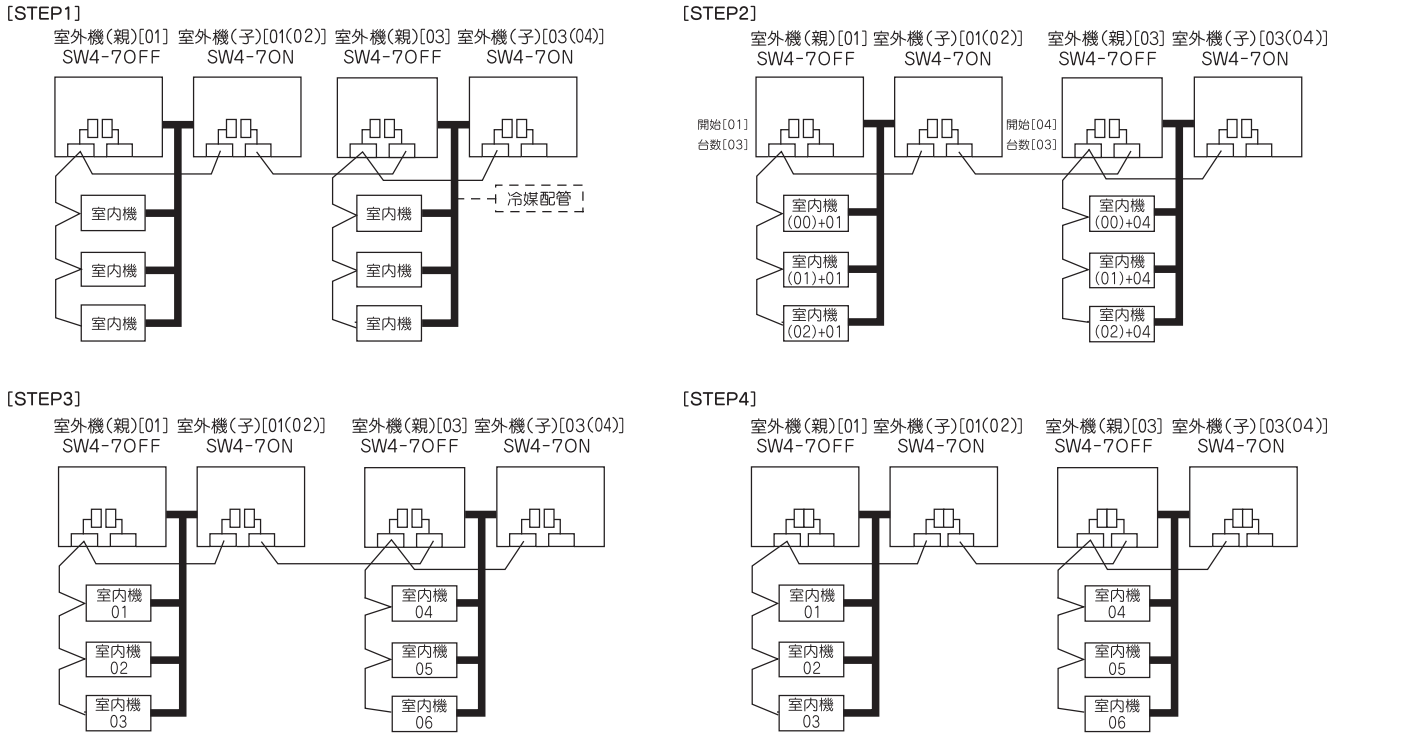 [STEP1]
室外機(親)[01] 室外機(子)[01(02)] 室外機(親)[03] 室外機(子)[03(04)]
SW4-7OFF SW4-7ON SW4-7OFF SW4-7ON
冷媒配管
室内機 室内機
室内機 室内機
室内機 室内機
[STEP2]
室外機(親)[01] 室外機(子)[01(02)] 室外機(親)[03] 室外機(子)[03(04)]
SW4-7OFF SW4-7ON SW4-7OFF SW4-7ON
開始[01] 開始[04]
台数[03] 台数[03]
室内機 室内機
(00)+01 (00)+04
室内機 室内機
(01)+01 (01)+04
室内機 室内機
(02)+01 (02)+04
[STEP3]
室外機(親)[01] 室外機(子)[01(02)] 室外機(親)[03] 室外機(子)[03(04)]
SW4-7OFF SW4-7ON SW4-7OFF SW4-7ON
室内機 室内機
01 04
室内機 室内機
02 05
室内機 室内機
03 06
[STEP4]
室外機(親)[01] 室外機(子)[01(02)] 室外機(親)[03] 室外機(子)[03(04)]
SW4-7OFF SW4-7ON SW4-7OFF SW4-7ON
室内機 室内機
01 04
室内機 室内機
02 05
室内機 室内機
03 06